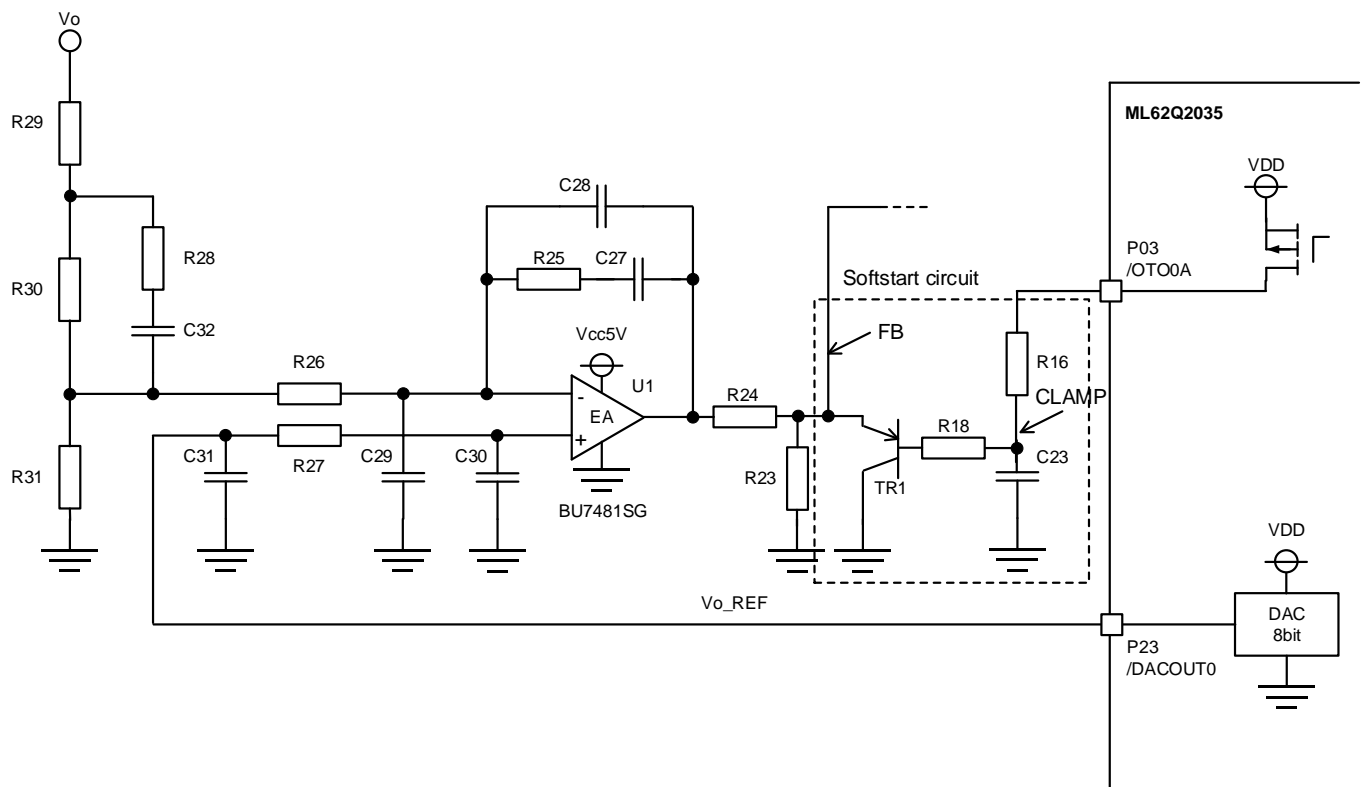 Vo
R29
ML62Q2035
VDD
C28
R28
R25
C27
P03
/OTO0A
R30
Softstart circuit
C32
Vcc5V
FB
R16
R26
U1
R24
CLAMP
-
EA
+
R18
C31
R27
C29
C30
C23
R31
R23
TR1
BU7481SG
VDD
Vo_REF
DAC
8bit
P23
/DACOUT0